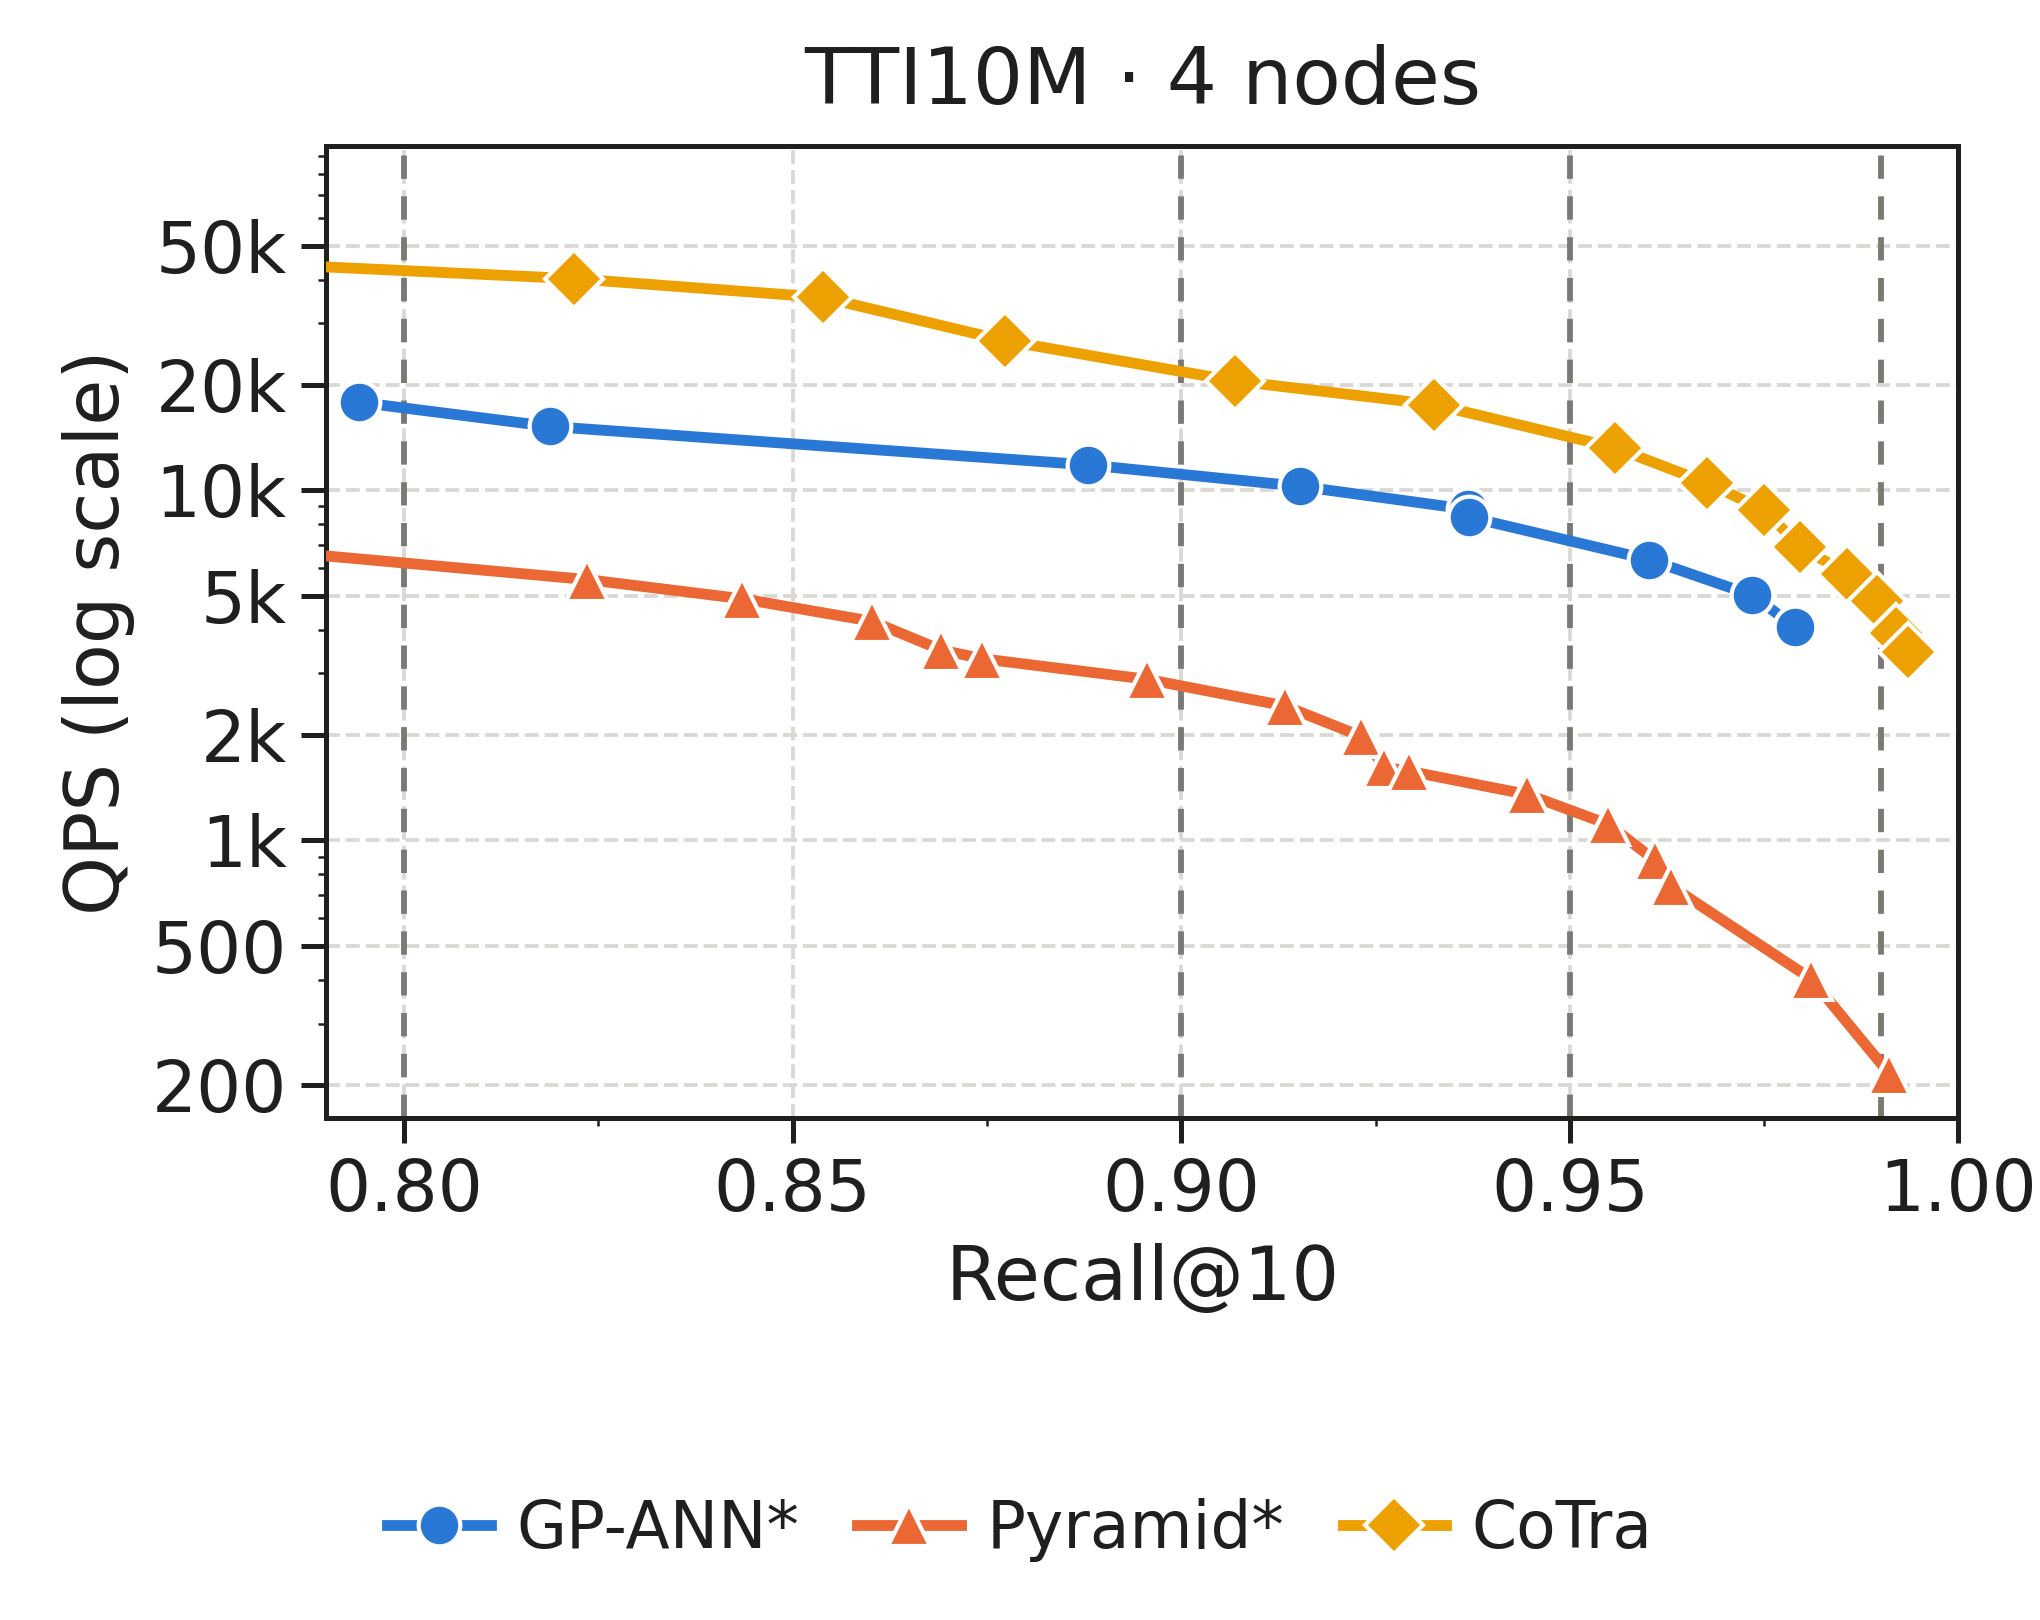 TTI10M · 4 nodes
QPS (log scale)
50k
20k
10k
5k
2k
1k
500
200
0.80 0.85 0.90 0.95 1.00
Recall@10
GP-ANN* Pyramid* CoTra